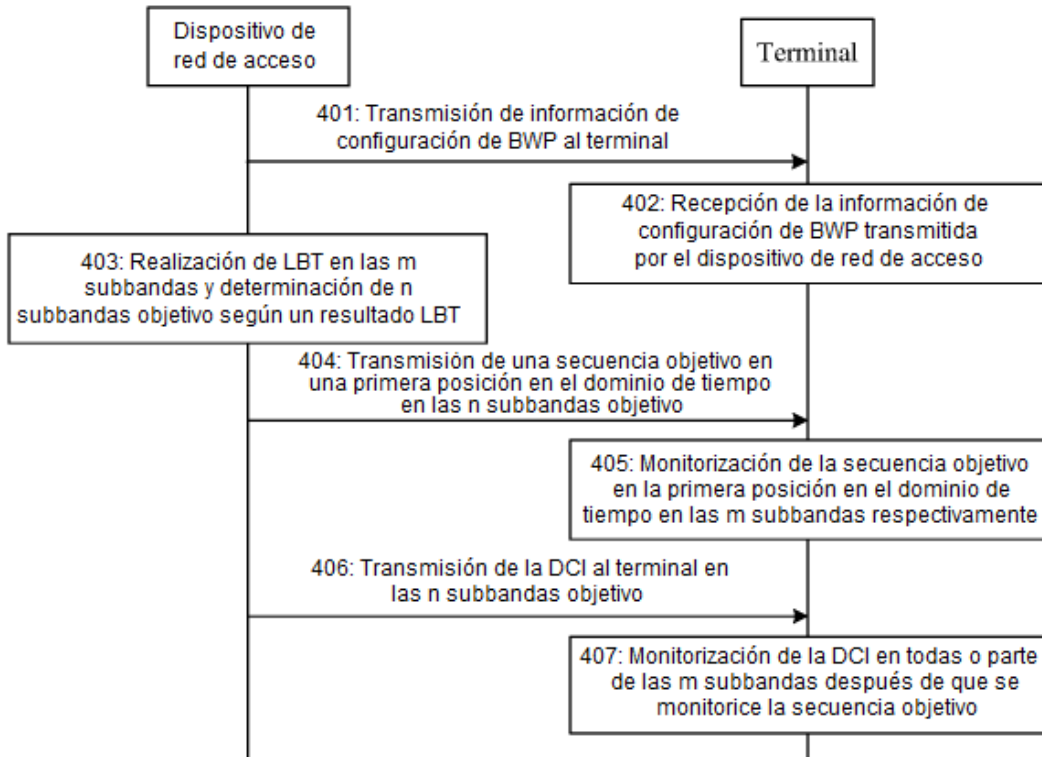 Dispositivo de
red de acceso
Terminal
401: Transmisión de información de
configuración de BWP al terminal
402: Recepción de la información de
configuración de BWP transmitida
por el dispositivo de red de acceso
403: Realización de LBT en las m
subbandas y determinación de n
subbandas objetivo según un resultado LBT
404: Transmisión de una secuencia objetivo en
una primera posición en el dominio de tiempo
en las n subbandas objetivo
405: Monitorización de la secuencia objetivo
en la primera posición en el dominio de
tiempo en las m subbandas respectivamente
406: Transmisión de la DCI al terminal en
las n subbandas objetivo
407: Monitorización de la DCI en todas o parte
de las m subbandas después de que se
monitorice la secuencia objetivo